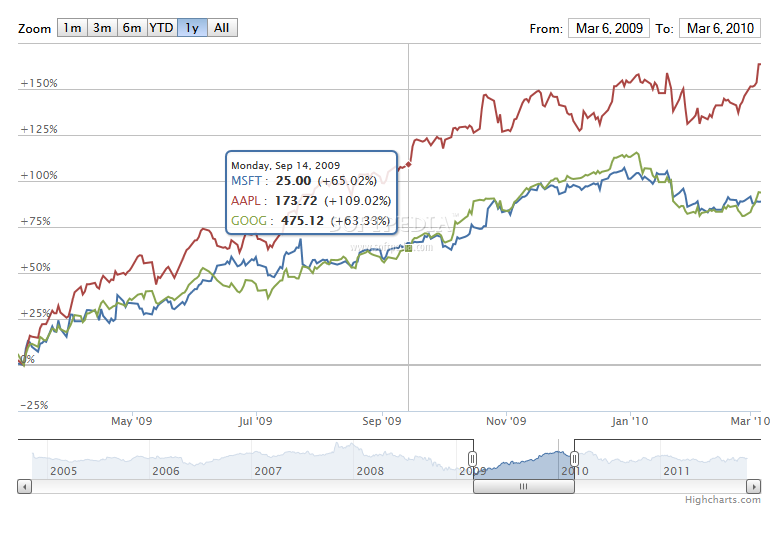 Zoom 1m 3m 6m YTD 1y All From: Mar 6, 2009 To: Mar 6, 2010
+150%
+125%
+100%
+75%
+50%
+25%
0%
-25%
Monday, Sep 14, 2009
MSFT : 25.00 (+65.02%)
AAPL : 173.72 (+109.02%)
GOOG : 475.12 (+63.33%)
SOFTPEDIA
May '09 Jul '09 Sep '09 Nov '09 Jan '10 Mar '10
2005 2006 2007 2008 2009 2010 2011
Highcharts.com